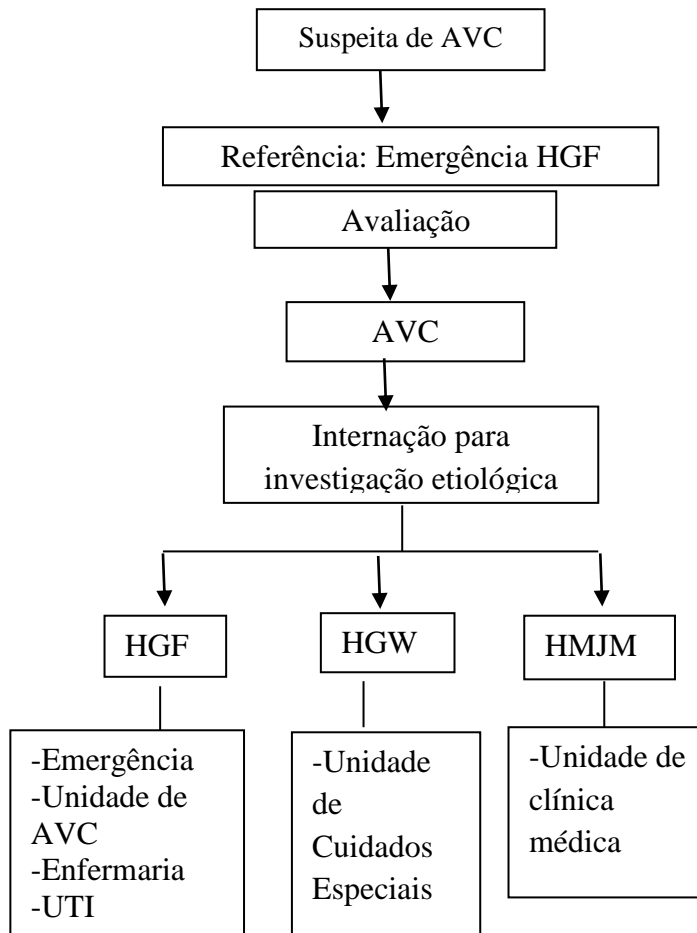 Suspeita de AVC
Referência: Emergência HGF
Avaliação
AVC
Internação para
investigação etiológica
HGF
HGW
HMJM
-Emergência
-Unidade de
AVC
-Enfermaria
-UTI
-Unidade
de
Cuidados
Especiais
-Unidade de
clínica
médica